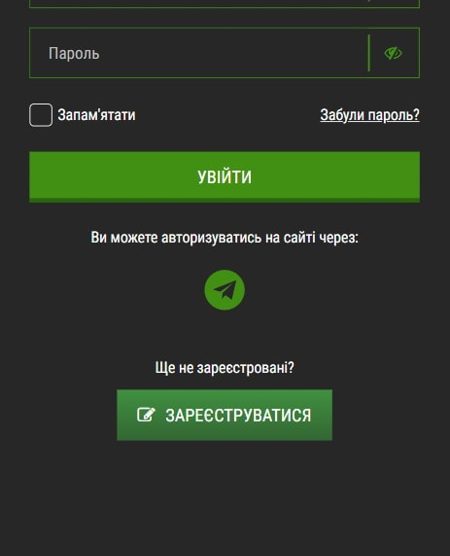 Пароль
Запам'ятати
Забули пароль?
УВІЙТИ
Ви можете авторизуватись на сайті через:
Ще не зареєстровані?
ЗАРЕЄСТРУВАТИСЯ